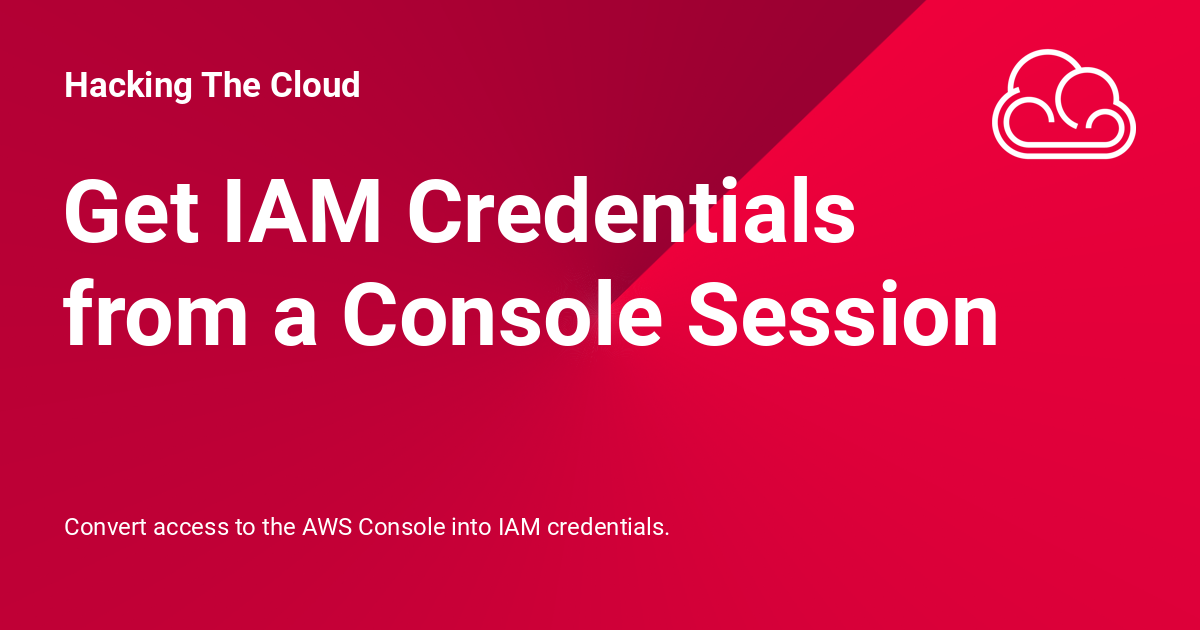 Hacking The Cloud
Get IAM Credentials
from a Console Session
Convert access to the AWS Console into IAM credentials.